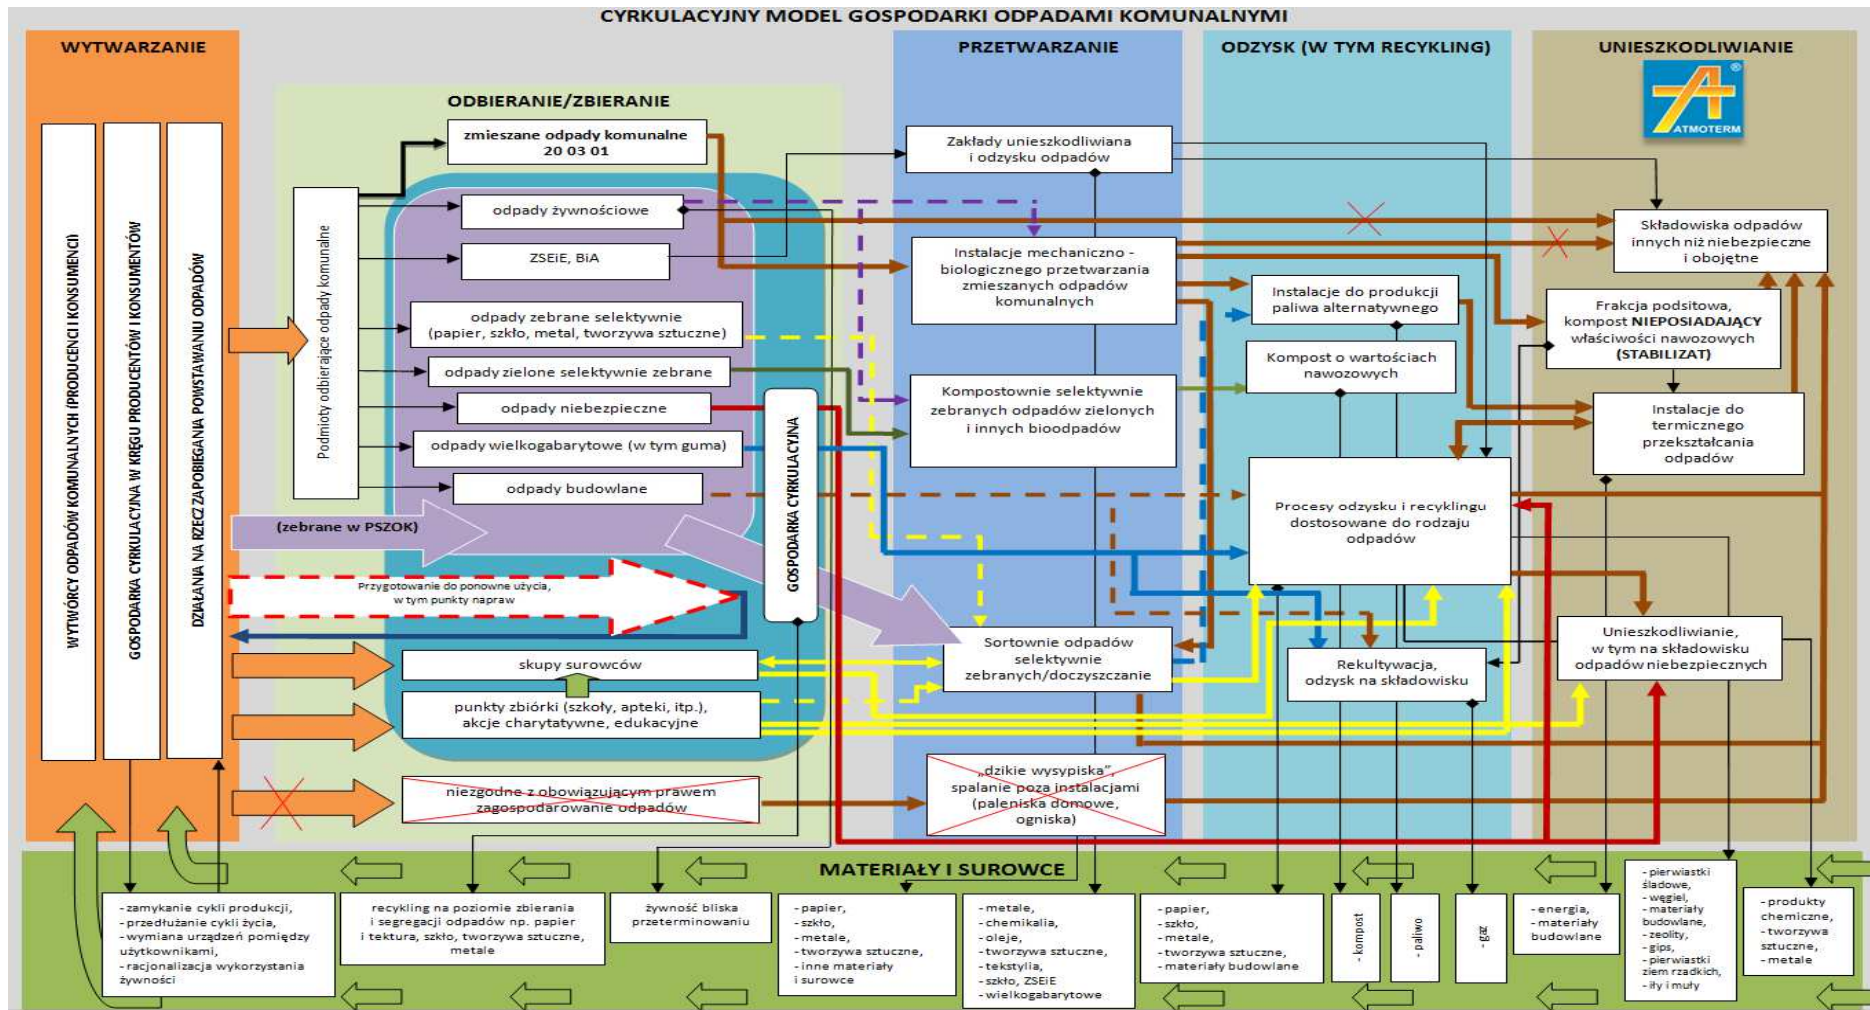 CYRKULACYJNY MODEL GOSPODARKI ODPADAMI KOMUNALNYMI
WYTWARZANIE
WYTWÓRCY ODPADÓW KOMUNALNYCH (PRODUCENCI I KONSUMENCI)
GOSPODARKA CYRKULACYJNA W KRĘGU PRODUCENTÓW I KONSUMENTÓW
DZIAŁANIA NA RZECZ ZAPOBIEGANIA POWSTAWANIU ODPADÓW
ODBIERANIE/ZBIERANIE
Podmioty odbierające odpady komunalne
zmieszane odpady komunalne
20 03 01
odpady żywnościowe
ZSEiE, BiA
odpady zebrane selektywnie
(papier, szkło, metal, tworzywa sztuczne)
odpady zielone selektywnie zebrane
odpady niebezpieczne
odpady wielkogabarytowe (w tym guma)
odpady budowlane
(zebrane w PSZOK)
Przygotowanie do ponowne użycia,
w tym punkty napraw
GOSPODARKA CYRKULACYJNA
skupy surowców
punkty zbiórki (szkoły, apteki, itp.),
akcje charytatywne, edukacyjne
niezgodne z obowiązującym prawem
zagospodarowanie odpadów
PRZETWARZANIE
Zakłady unieszkodliwiana
i odzysku odpadów
Instalacje mechaniczno -
biologicznego przetwarzania
zmieszanych odpadów
komunalnych
Kompostownie selektywnie
zebranych odpadów zielonych
i innych bioodpadów
Sortownie odpadów
selektywnie
zebranych/doczyszczanie
„dzikie wysypiska”,
spalanie poza instalacjami
(paleniska domowe,
ogniska)
ODZYSK (W TYM RECYKLING)
Instalacje do produkcji
paliwa alternatywnego
Kompost o wartościach
nawozowych
Procesy odzysku i recyklingu
dostosowane do rodzaju
odpadów
Rekultywacja,
odzysk na składowisku
UNIESZKODLIWIANIE
ATMOTERM
®
Składowiska odpadów
innych niż niebezpieczne
i obojętne
Frakcja podsitowa,
kompost NIEPOSIADAJĄCY
właściwości nawozowych
(STABILIZAT)
Instalacje do
termicznego
przekształcania
odpadów
Unieszkodliwianie,
w tym na składowisku
odpadów niebezpiecznych
MATERIAŁY I SUROWCE
- zamykanie cykli produkcji,
- przedłużanie cykli życia,
- wymiana urządzeń pomiędzy
użytkownikami,
- racjonalizacja wykorzystania
żywności
recykling na poziomie zbierania
i segregacji odpadów np. papier
i tektura, szkło, tworzywa sztuczne,
metale
żywność bliska
przeterminowaniu
- papier,
- szkło,
- metale,
- tworzywa sztuczne,
- inne materiały
i surowce
- metale,
- chemikalia,
- oleje,
- tworzywa sztuczne,
- tekstylia,
- szkło, ZSEiE
- wielkogabarytowe
- papier,
- szkło,
- metale,
- tworzywa sztuczne,
- materiały budowlane
- kompost
- paliwo
- gaz
- energia,
- materiały
budowlane
- pierwiastki
śladowe,
- węgiel,
- materiały
budowlane,
- zeolity,
- gips,
- pierwiastki
ziem rzadkich,
- iły i muły
- produkty
chemiczne,
- tworzywa
sztuczne,
- metale